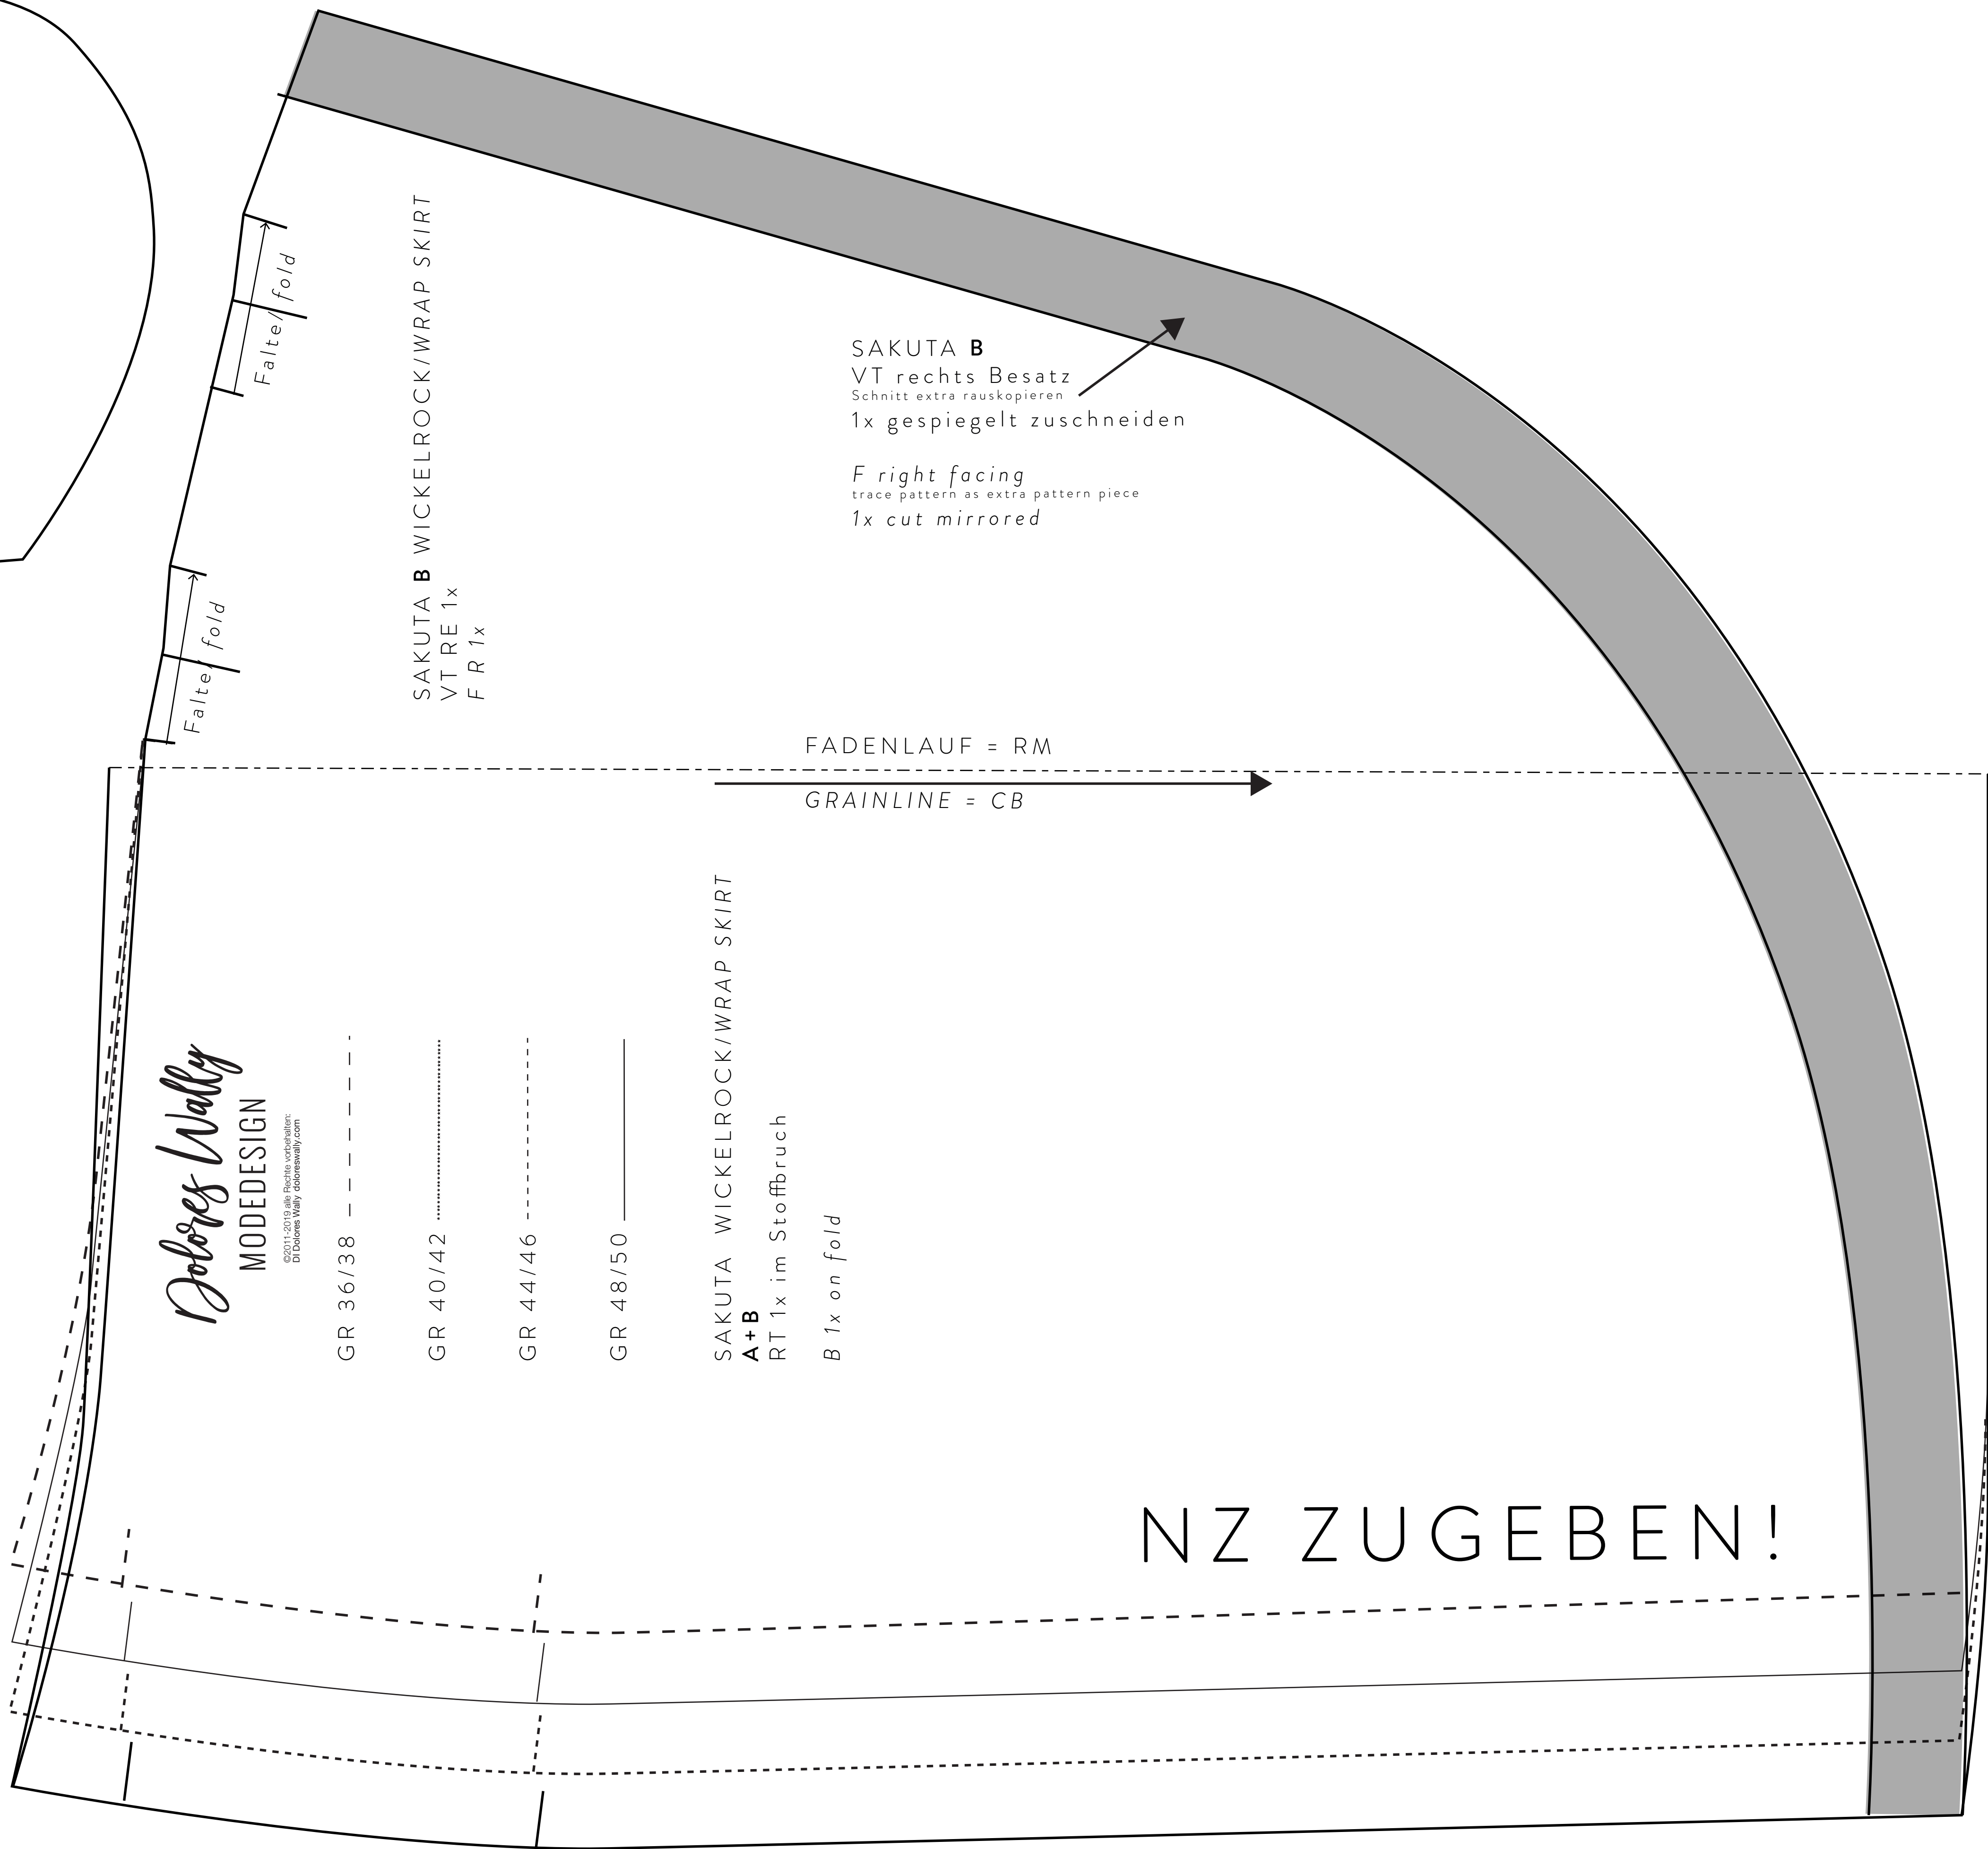 Falte/ fold
Falte/ fold
SAKUTA B WICKELROCK/WRAP SKIRT
VT RE 1x
F R 1x
SAKUTA B
VT rechts Besatz
Schnitt extra rauskopieren
1x gespiegelt zuschneiden
F right facing
trace pattern as extra pattern piece
1x cut mirrored
FADENLAUF = RM
GRAINLINE = CB
Dolores Wally
MODEDESIGN
©2011-2019 alle Rechte vorbehalten:
DI Dolores Wally doloreswally.com
GR 36/38
GR 40/42
GR 44/46
GR 48/50
SAKUTA WICKELROCK/WRAP SKIRT
A+B
RT 1x im Stoffbruch
B 1x on fold
NZ ZUGEBEN!